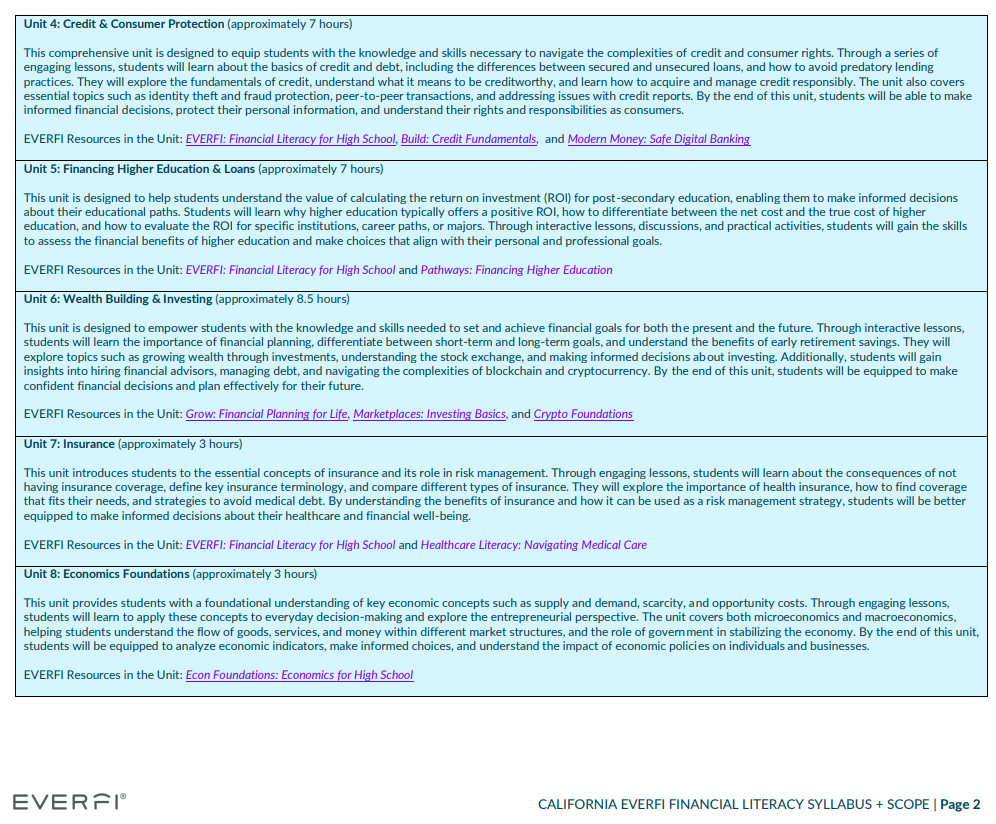 Unit 4: Credit & Consumer Protection (approximately 7 hours)
This comprehensive unit is designed to equip students with the knowledge and skills necessary to navigate the complexities of credit and consumer rights. Through a series of
engaging lessons, students will learn about the basics of credit and debt, including the differences between secured and unsecured loans, and how to avoid predatory lending
practices. They will explore the fundamentals of credit, understand what it means to be creditworthy, and learn how to acquire and manage credit responsibly. The unit also covers
essential topics such as identity theft and fraud protection, peer-to-peer transactions, and addressing issues with credit reports. By the end of this unit, students will be able to make
informed financial decisions, protect their personal information, and understand their rights and responsibilities as consumers.
EVERFI Resources in the Unit: EVERFI: Financial Literacy for High School, Build: Credit Fundamentals, and Modern Money: Safe Digital Banking
Unit 5: Financing Higher Education & Loans (approximately 7 hours)
This unit is designed to help students understand the value of calculating the return on investment (ROI) for post-secondary education, enabling them to make informed decisions
about their educational paths. Students will learn why higher education typically offers a positive ROI, how to differentiate between the net cost and the true cost of higher
education, and how to evaluate the ROI for specific institutions, career paths, or majors. Through interactive lessons, discussions, and practical activities, students will gain the skills
to assess the financial benefits of higher education and make choices that align with their personal and professional goals.
EVERFI Resources in the Unit: EVERFI: Financial Literacy for High School and Pathways: Financing Higher Education
Unit 6: Wealth Building & Investing (approximately 8.5 hours)
This unit is designed to empower students with the knowledge and skills needed to set and achieve financial goals for both the present and the future. Through interactive lessons,
students will learn the importance of financial planning, differentiate between short-term and long-term goals, and understand the benefits of early retirement savings. They will
explore topics such as growing wealth through investments, understanding the stock exchange, and making informed decisions about investing. Additionally, students will gain
insights into hiring financial advisors, managing debt, and navigating the complexities of blockchain and cryptocurrency. By the end of this unit, students will be equipped to make
confident financial decisions and plan effectively for their future.
EVERFI Resources in the Unit: Grow: Financial Planning for Life, Marketplaces: Investing Basics, and Crypto Foundations
Unit 7: Insurance (approximately 3 hours)
This unit introduces students to the essential concepts of insurance and its role in risk management. Through engaging lessons, students will learn about the consequences of not
having insurance coverage, define key insurance terminology, and compare different types of insurance. They will explore the importance of health insurance, how to find coverage
that fits their needs, and strategies to avoid medical debt. By understanding the benefits of insurance and how it can be used as a risk management strategy, students will be better
equipped to make informed decisions about their healthcare and financial well-being.
EVERFI Resources in the Unit: EVERFI: Financial Literacy for High School and Healthcare Literacy: Navigating Medical Care
Unit 8: Economics Foundations (approximately 3 hours)
This unit provides students with a foundational understanding of key economic concepts such as supply and demand, scarcity, and opportunity costs. Through engaging lessons,
students will learn to apply these concepts to everyday decision-making and explore the entrepreneurial perspective. The unit covers both microeconomics and macroeconomics,
helping students understand the flow of goods, services, and money within different market structures, and the role of government in stabilizing the economy. By the end of this unit,
students will be equipped to analyze economic indicators, make informed choices, and understand the impact of economic policies on individuals and businesses.
EVERFI Resources in the Unit: Econ Foundations: Economics for High School
EVERFI®
CALIFORNIA EVERFI FINANCIAL LITERACY SYLLABUS + SCOPE | Page 2